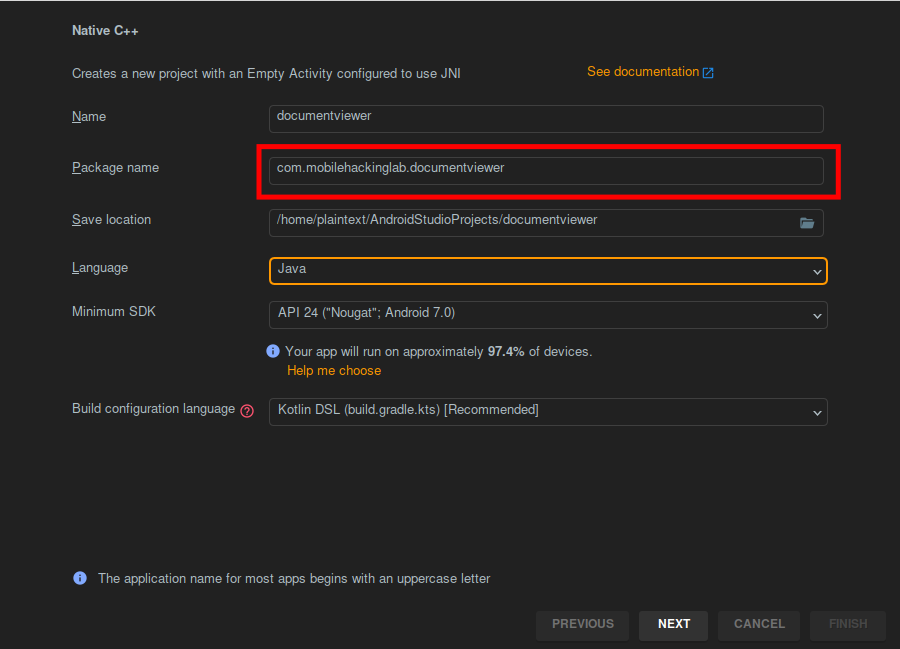 Native C++
Creates a new project with an Empty Activity configured to use JNI
See documentation
Name
documentviewer
Package name
com.mobilehackinglab.documentviewer
Save location
/home/plaintext/AndroidStudioProjects/documentviewer
Language
Java
Minimum SDK
API 24 ("Nougat"; Android 7.0)
Your app will run on approximately 97.4% of devices.
Help me choose
Build configuration language
Kotlin DSL (build.gradle.kts) [Recommended]
The application name for most apps begins with an uppercase letter
PREVIOUS
NEXT
CANCEL
FINISH